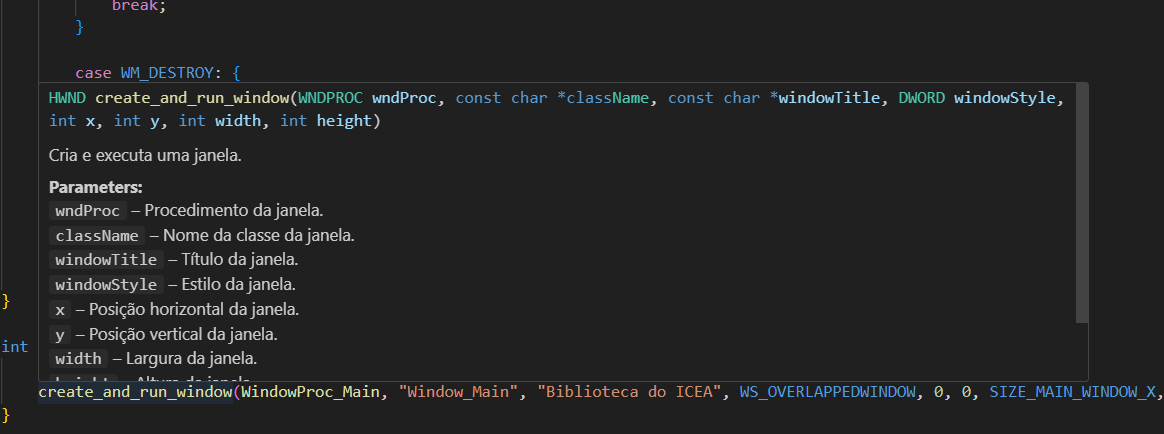 break;
}
case WM_DESTROY: {
HWND create_and_run_window(WNDPROC wndProc, const char *className, const char *windowTitle, DWORD windowStyle,
int x, int y, int width, int height)
Cria e executa uma janela.
Parameters:
wndProc – Procedimento da janela.
className – Nome da classe da janela.
windowTitle – Título da janela.
windowStyle – Estilo da janela.
x – Posição horizontal da janela.
y – Posição vertical da janela.
width – Largura da janela.
}
int
create_and_run_window(WindowProc_Main, "Window_Main", "Biblioteca do ICEA", WS_OVERLAPPEDWINDOW, 0, 0, SIZE_MAIN_WINDOW_X,
}